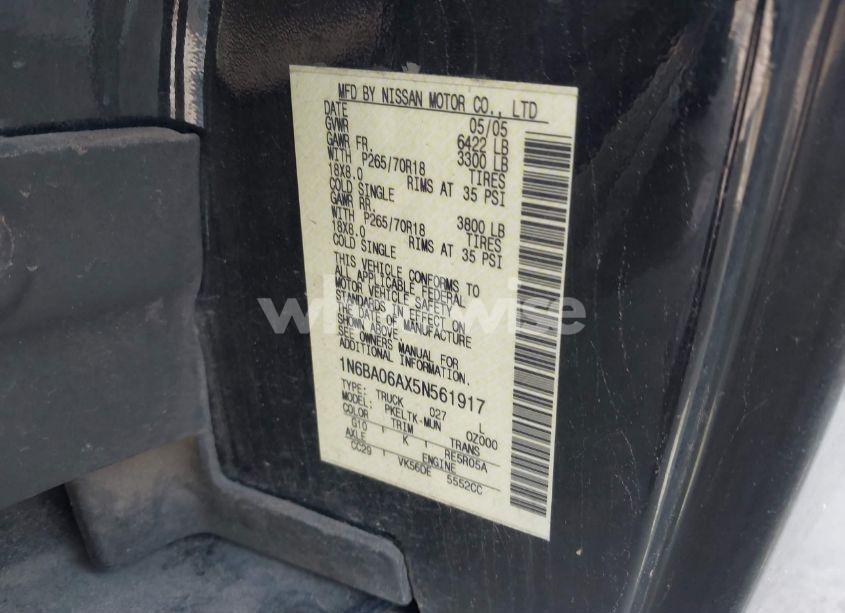 MFD BY NISSAN MOTOR CO., LTD
DATE 05/05
GVWR 6422 LB
GAWR FR. 3300 LB
WITH P265/70R18 TIRES
18X8.0 RIMS AT 35 PSI
COLD SINGLE
GAWR RR. 3800 LB
WITH P265/70R18 TIRES
18X8.0 RIMS AT 35 PSI
COLD SINGLE
THIS VEHICLE CONFORMS TO
ALL APPLICABLE FEDERAL
MOTOR VEHICLE SAFETY
STANDARDS IN EFFECT ON
THE DATE OF MANUFACTURE
SHOWN ABOVE.
SEE OWNERS MANUAL FOR
ADDITIONAL INFORMATION.
1N6BA06AX5N561917
TYPE: TRUCK 027 L
MODEL: PKELTK-MUN 0Z000
COLOR TRIM TRANS
G10 K RE5R05A
AXLE ENGINE
CC29 VK56DE 5552CC